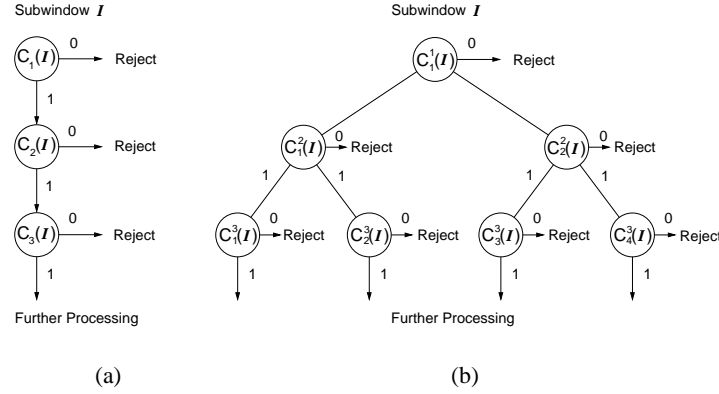 Subwindow I
C₁(I) 0 Reject
1
C₂(I) 0 Reject
1
C₃(I) 0 Reject
1
Further Processing
(a)
Subwindow I
C₁¹(I) 0 Reject
C₁²(I) 0 Reject
C₂²(I) 0 Reject
1 1 1 1
C₁³(I) 0 Reject
C₂³(I) 0 Reject
C₃³(I) 0 Reject
C₄³(I) 0 Reject
1 1 1 1
Further Processing
(b)